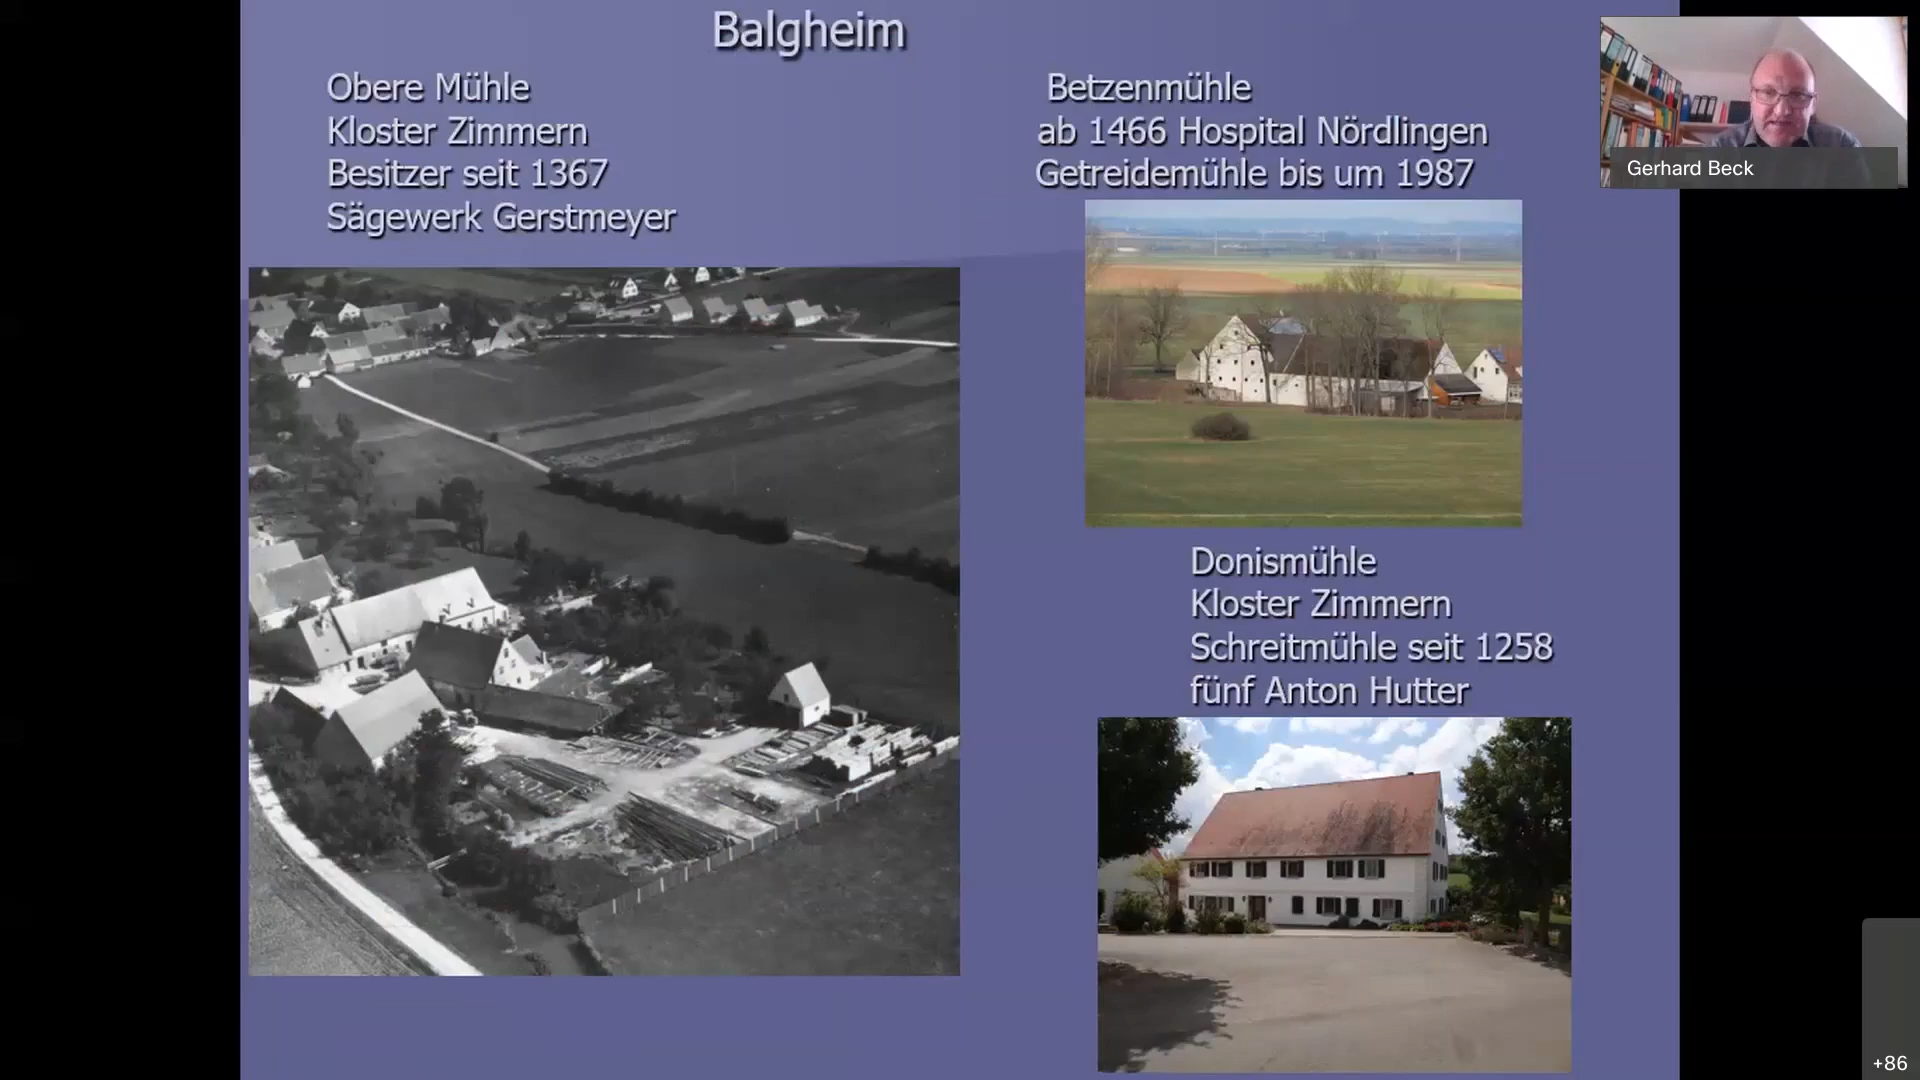 Balgheim
Obere Mühle
Kloster Zimmern
Besitzer seit 1367
Sägewerk Gerstmeyer
Betzenmühle
ab 1466 Hospital Nördlingen
Getreidemühle bis um 1987
Donismühle
Kloster Zimmern
Schreitmühle seit 1258
fünf Anton Hutter
Gerhard Beck
+86